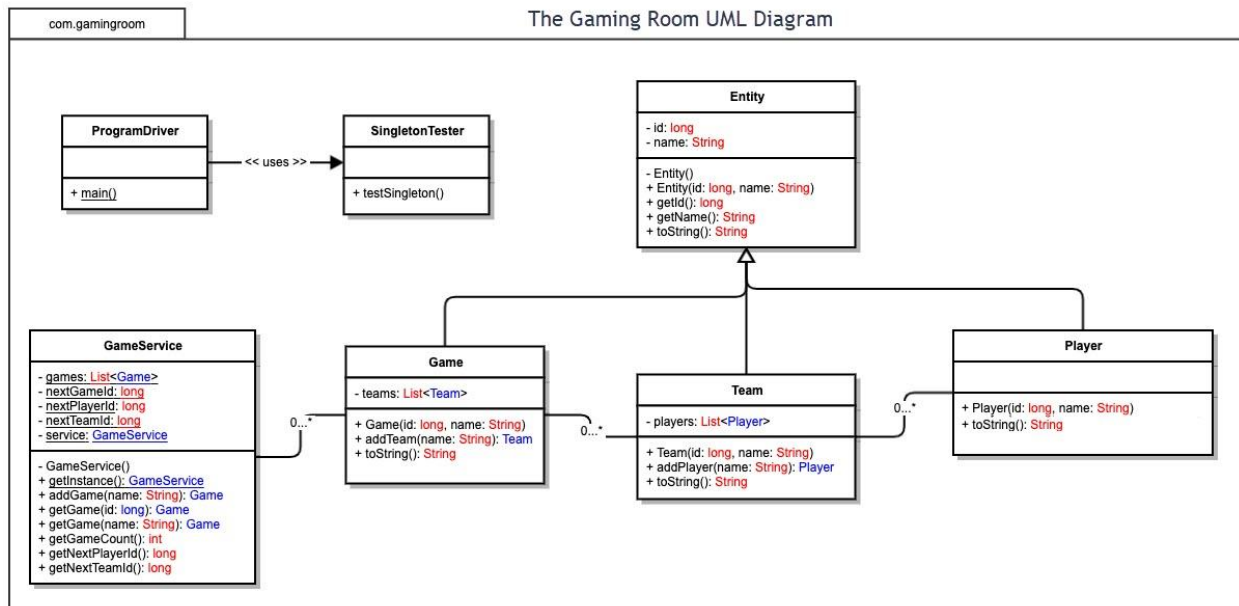 com.gamingroom
The Gaming Room UML Diagram
ProgramDriver
+ main()
<< uses >>
SingletonTester
+ testSingleton()
Entity
- id: long
- name: String
- Entity()
+ Entity(id: long, name: String)
+ getId(): long
+ getName(): String
+ toString(): String
GameService
- games: List<Game>
- nextGameId: long
- nextPlayerId: long
- nextTeamId: long
- service: GameService
- GameService()
+ getInstance(): GameService
+ addGame(name: String): Game
+ getGame(id: long): Game
+ getGame(name: String): Game
+ getGameCount(): int
+ getNextPlayerId(): long
+ getNextTeamId(): long
0...*
Game
- teams: List<Team>
+ Game(id: long, name: String)
+ addTeam(name: String): Team
+ toString(): String
0...*
Team
- players: List<Player>
+ Team(id: long, name: String)
+ addPlayer(name: String): Player
+ toString(): String
0...*
Player
+ Player(id: long, name: String)
+ toString(): String